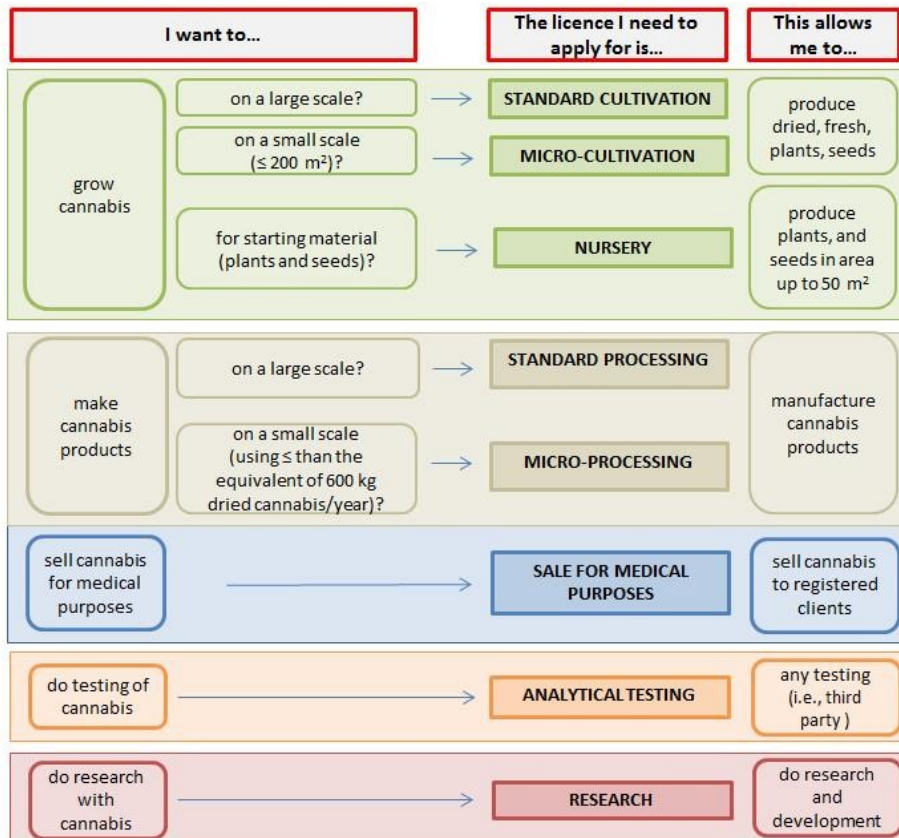 I want to...
The licence I need to
apply for is...
This allows
me to...
grow
cannabis
on a large scale?
STANDARD CULTIVATION
on a small scale
(≤ 200 m²)?
MICRO-CULTIVATION
produce
dried, fresh,
plants, seeds
for starting material
(plants and seeds)?
NURSERY
produce
plants, and
seeds in area
up to 50 m²
make
cannabis
products
on a large scale?
STANDARD PROCESSING
on a small scale
(using ≤ than the
equivalent of 600 kg
dried cannabis/year)?
MICRO-PROCESSING
manufacture
cannabis
products
sell cannabis
for medical
purposes
SALE FOR MEDICAL
PURPOSES
sell cannabis
to registered
clients
do testing of
cannabis
ANALYTICAL TESTING
any testing
(i.e., third
party )
do research
with
cannabis
RESEARCH
do research
and
development